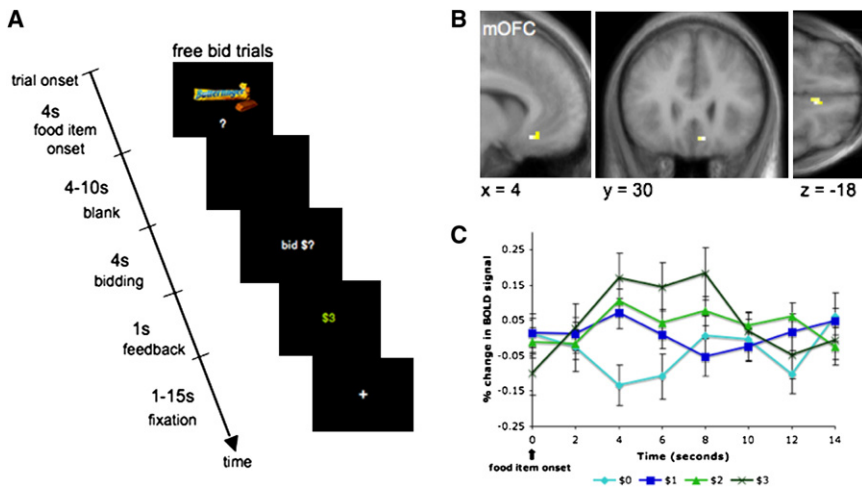 A
free bid trials
trial onset
4s
food item
onset
?
4-10s
blank
bid $?
4s
bidding
$3
1s
feedback
1-15s
fixation
+
time
B
mOFC
x = 4
y = 30
z = -18
C
% change in BOLD signal
0.25
0.15
0.05
-0.05
-0.15
-0.25
0 2 4 6 8 10 12 14
Time (seconds)
food item onset
$0 $1 $2 $3